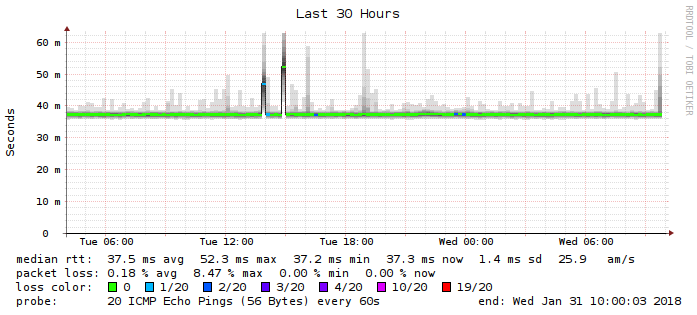 Last 30 Hours
RRDTOOL / TOBI OETIKER
Seconds
60 m
50 m
40 m
30 m
20 m
10 m
0
Tue 06:00 Tue 12:00 Tue 18:00 Wed 00:00 Wed 06:00
median rtt: 37.5 ms avg 52.3 ms max 37.2 ms min 37.3 ms now 1.4 ms sd 25.9 am/s
packet loss: 0.18 % avg 8.47 % max 0.00 % min 0.00 % now
loss color: 0 1/20 2/20 3/20 4/20 10/20 19/20
probe: 20 ICMP Echo Pings (56 Bytes) every 60s end: Wed Jan 31 10:00:03 2018